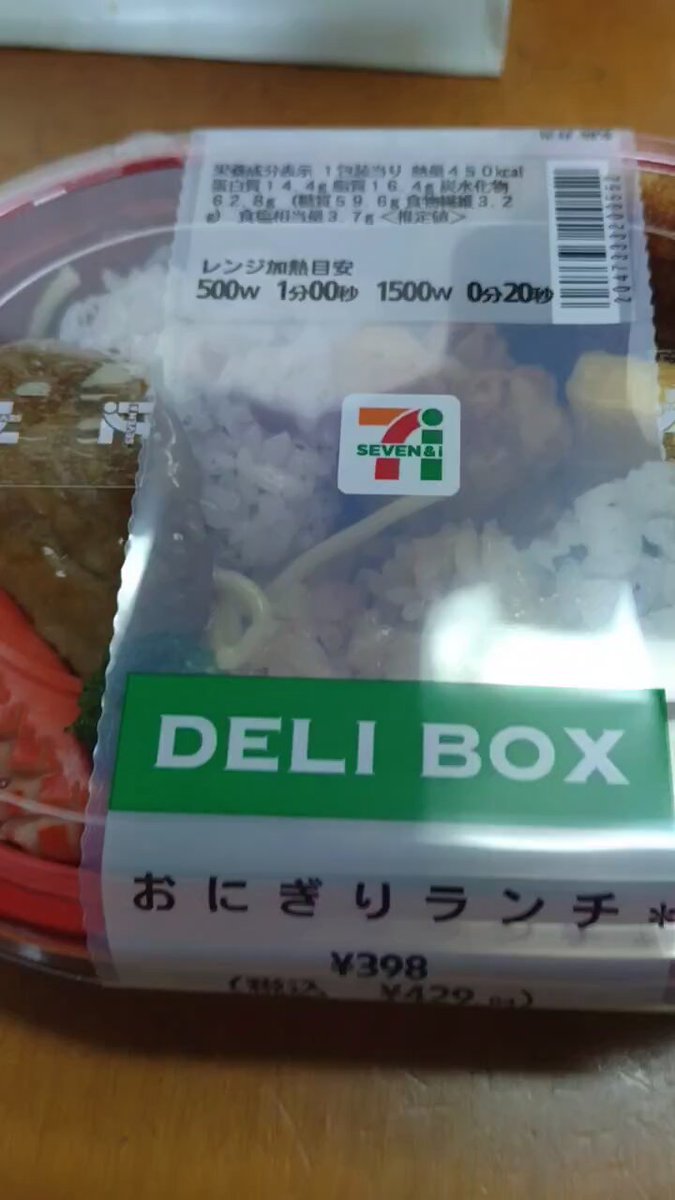 栄養成分表示 1包装当り 熱量450kcal
蛋白質14.4g 脂質16.4g 炭水化物
62.8g (糖質59.6g 食物繊維3.2
g) 食塩相当量3.7g<推定値>
レンジ加熱目安
500W 1分00秒 1500W 0分20秒
SEVEN&i
DELI BOX
おにぎりランチ
¥398
(税込 ¥429.84)